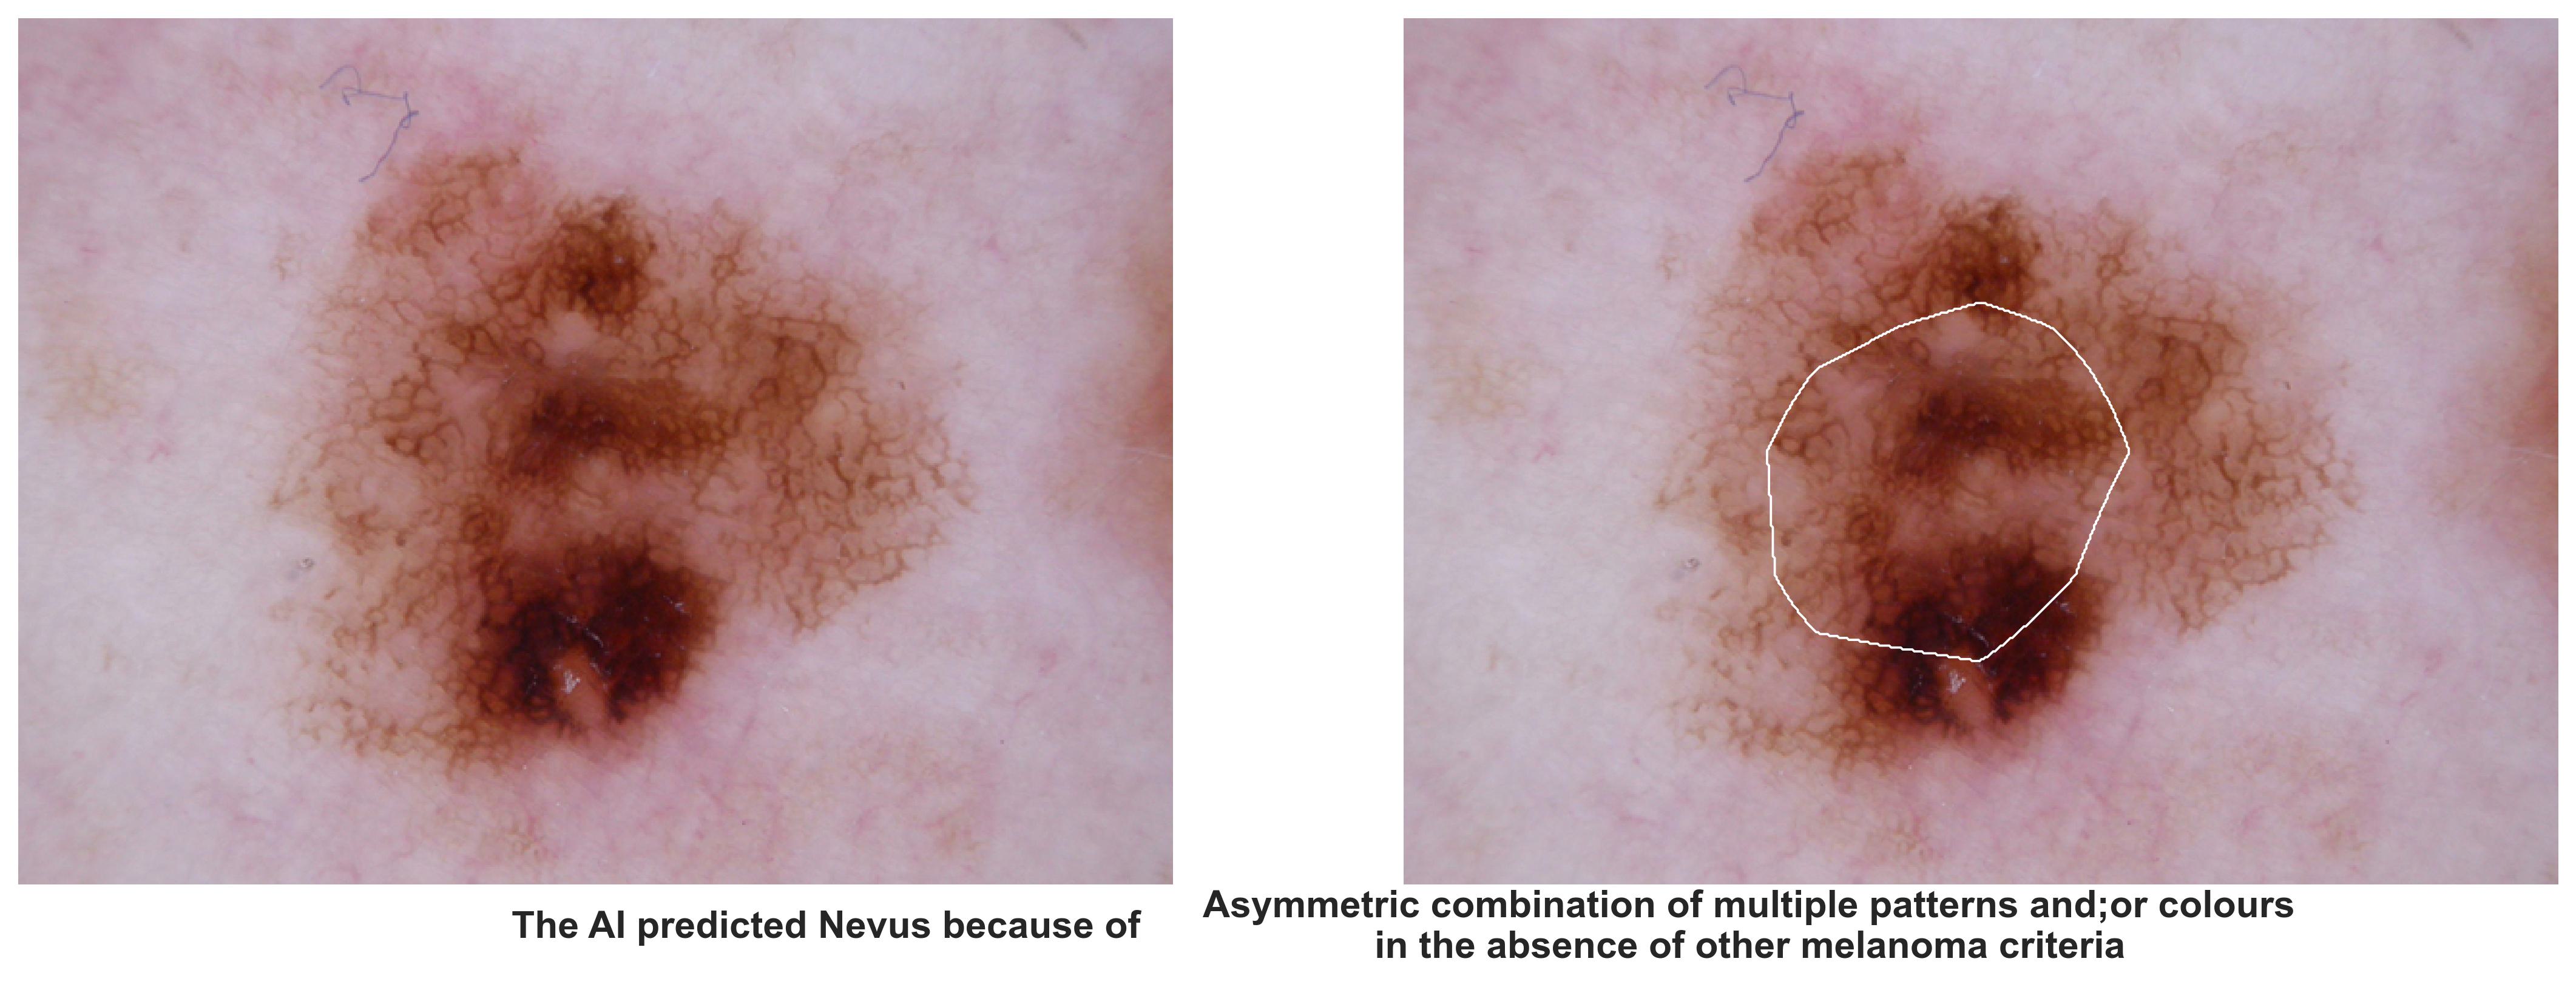 The AI predicted Nevus because of
Asymmetric combination of multiple patterns and;or colours
in the absence of other melanoma criteria